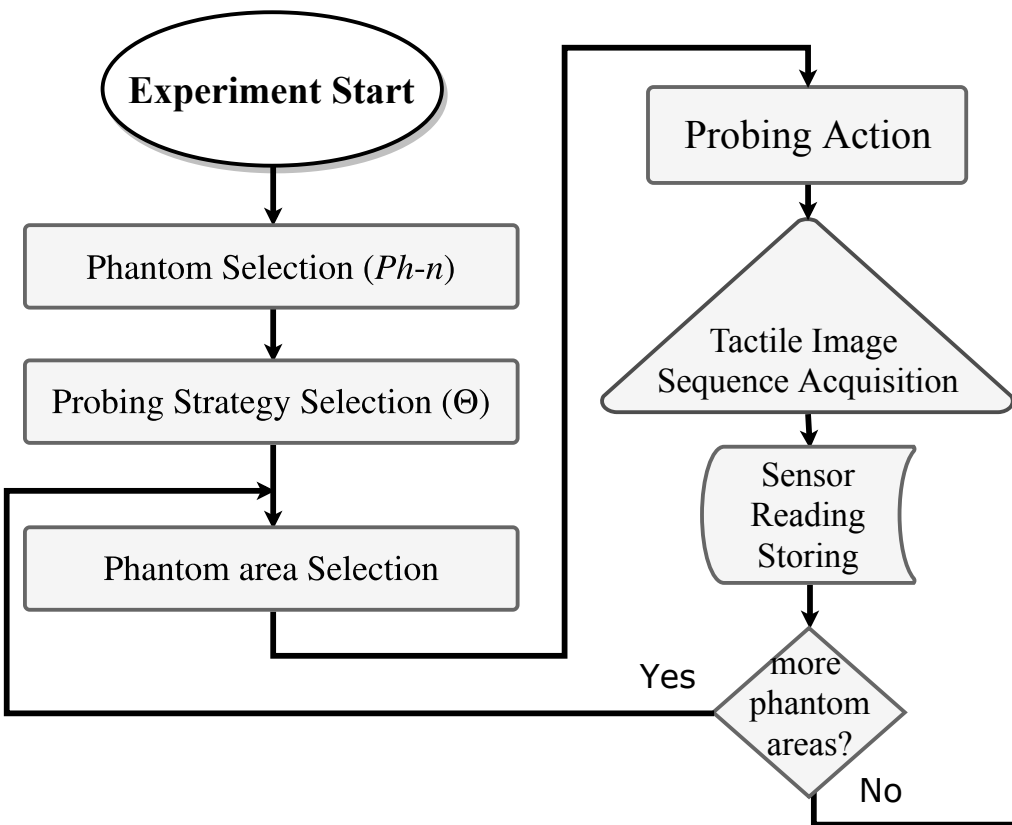 Experiment Start
Phantom Selection (Ph-n)
Probing Strategy Selection (Θ)
Phantom area Selection
Probing Action
Tactile Image
Sequence Acquisition
Sensor
Reading
Storing
more
phantom
areas?
Yes
No